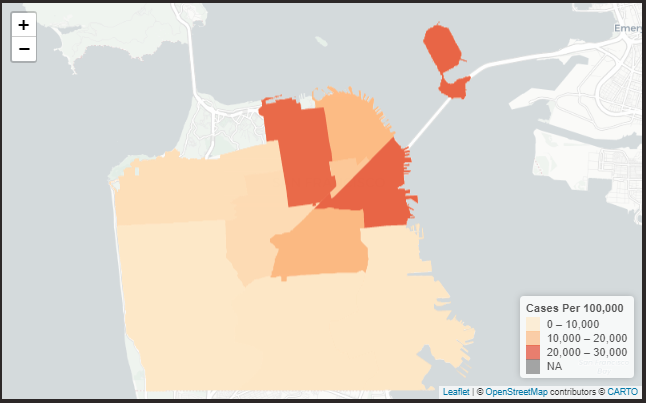 +
−
Emery
Cases Per 100,000
0 – 10,000
10,000 – 20,000
20,000 – 30,000
NA
Leaflet | © OpenStreetMap contributors © CARTO